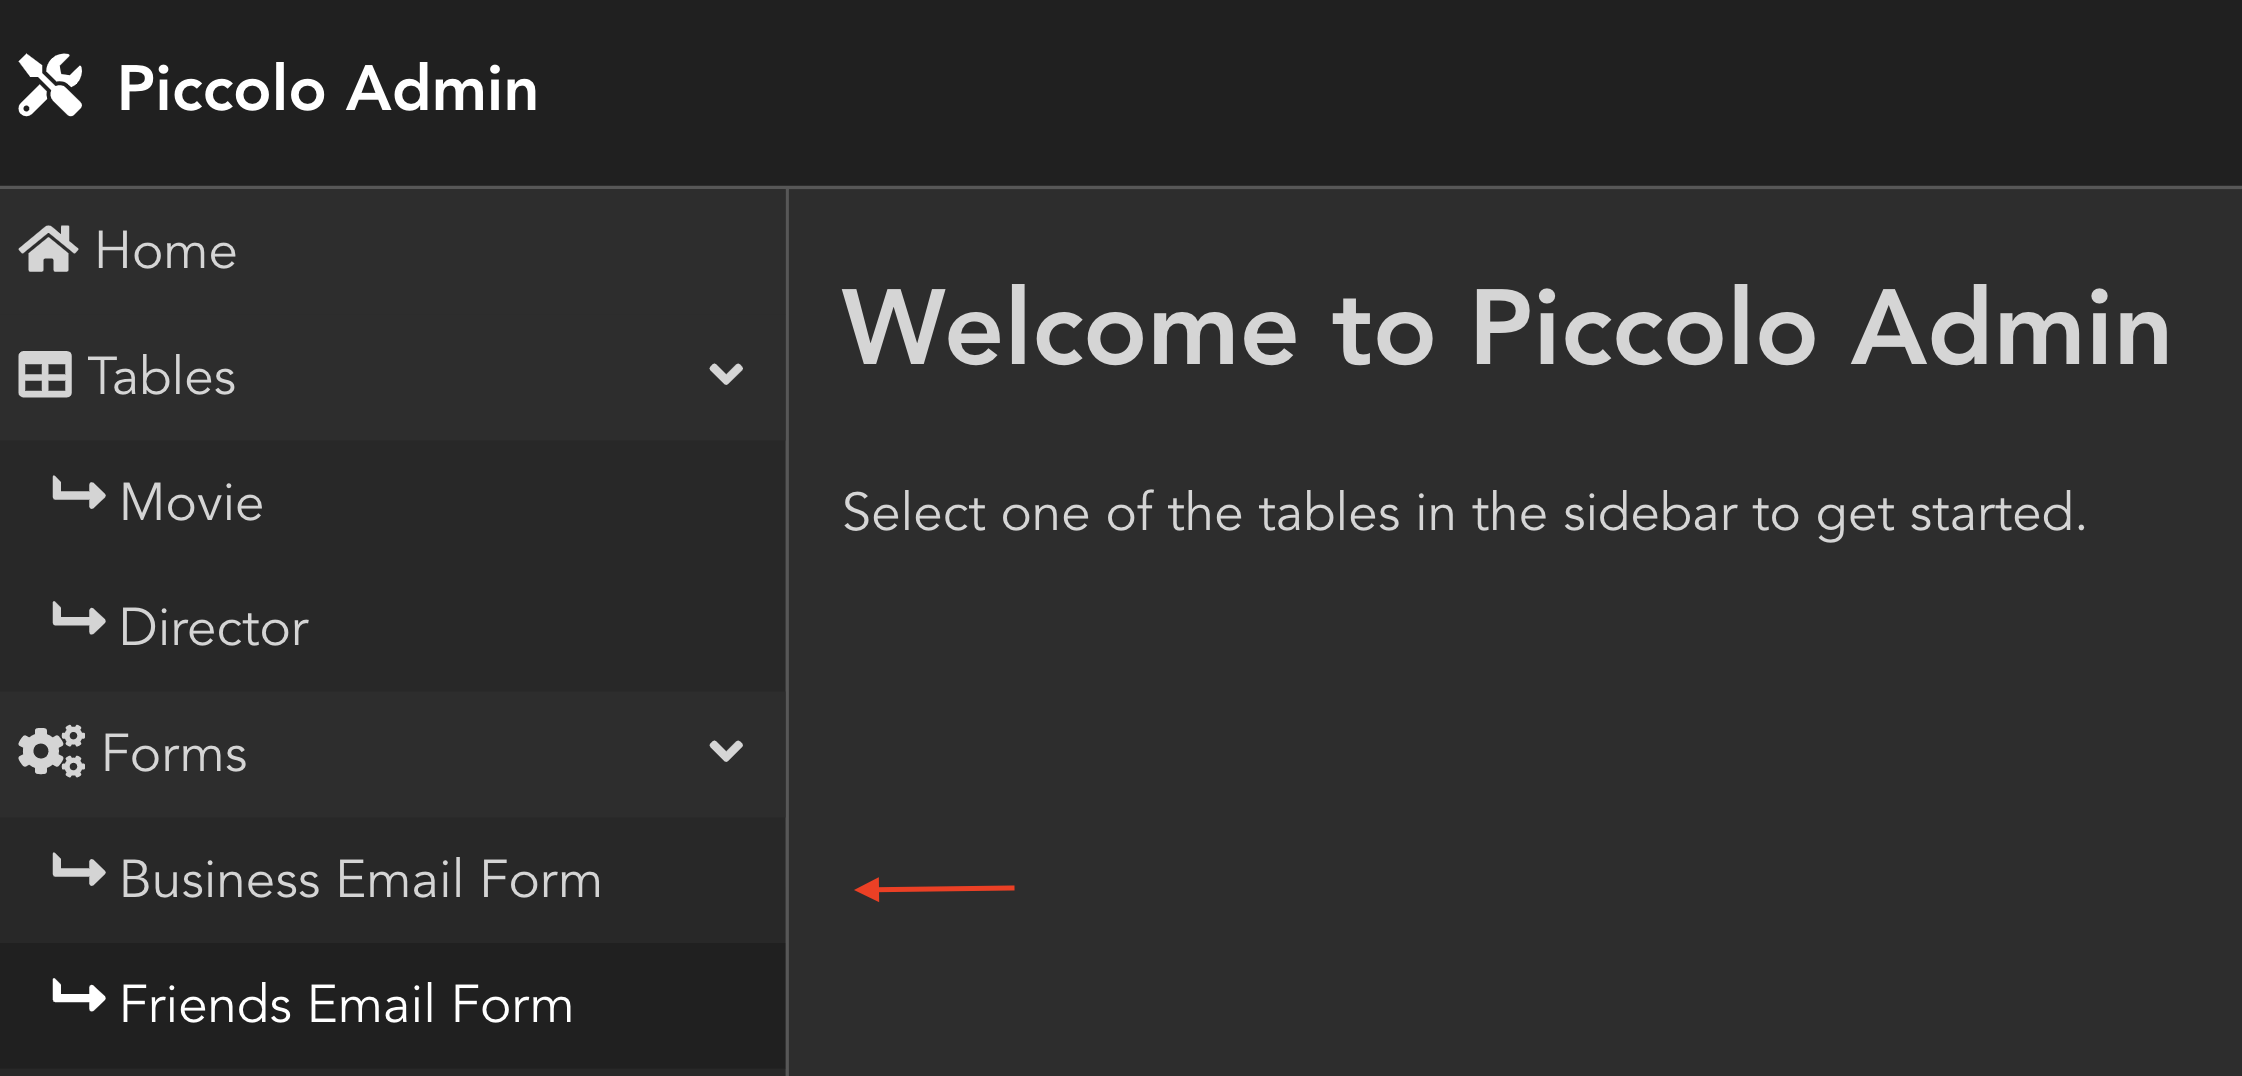 Piccolo Admin
Home
Tables
Movie
Director
Forms
Business Email Form
Friends Email Form
Welcome to Piccolo Admin
Select one of the tables in the sidebar to get started.